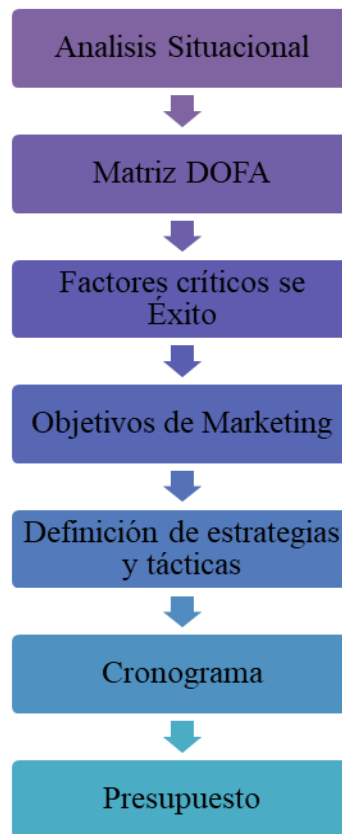 Analisis Situacional
Matriz DOFA
Factores críticos se
Éxito
Objetivos de Marketing
Definición de estrategias
y tácticas
Cronograma
Presupuesto